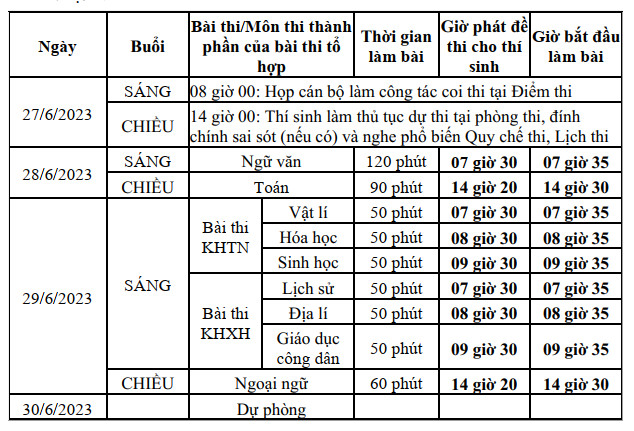 Ngày
Buổi
Bài thi/Môn thi thành
phần của bài thi tổ
hợp
Thời gian
làm bài
Giờ phát đề
thi cho thí
sinh
Giờ bắt đầu
làm bài
27/6/2023
SÁNG
08 giờ 00: Họp cán bộ làm công tác coi thi tại Điểm thi
CHIỀU
14 giờ 00: Thí sinh làm thủ tục dự thi tại phòng thi, đính
chính sai sót (nếu có) và nghe phổ biến Quy chế thi, Lịch thi
28/6/2023
SÁNG
Ngữ văn
120 phút
07 giờ 30
07 giờ 35
CHIỀU
Toán
90 phút
14 giờ 20
14 giờ 30
29/6/2023
SÁNG
Bài thi
KHTN
Vật lí
50 phút
07 giờ 30
07 giờ 35
Hóa học
50 phút
08 giờ 30
08 giờ 35
Sinh học
50 phút
09 giờ 30
09 giờ 35
Bài thi
KHXH
Lịch sử
50 phút
07 giờ 30
07 giờ 35
Địa lí
50 phút
08 giờ 30
08 giờ 35
Giáo dục
công dân
50 phút
09 giờ 30
09 giờ 35
CHIỀU
Ngoại ngữ
60 phút
14 giờ 20
14 giờ 30
30/6/2023
Dự phòng